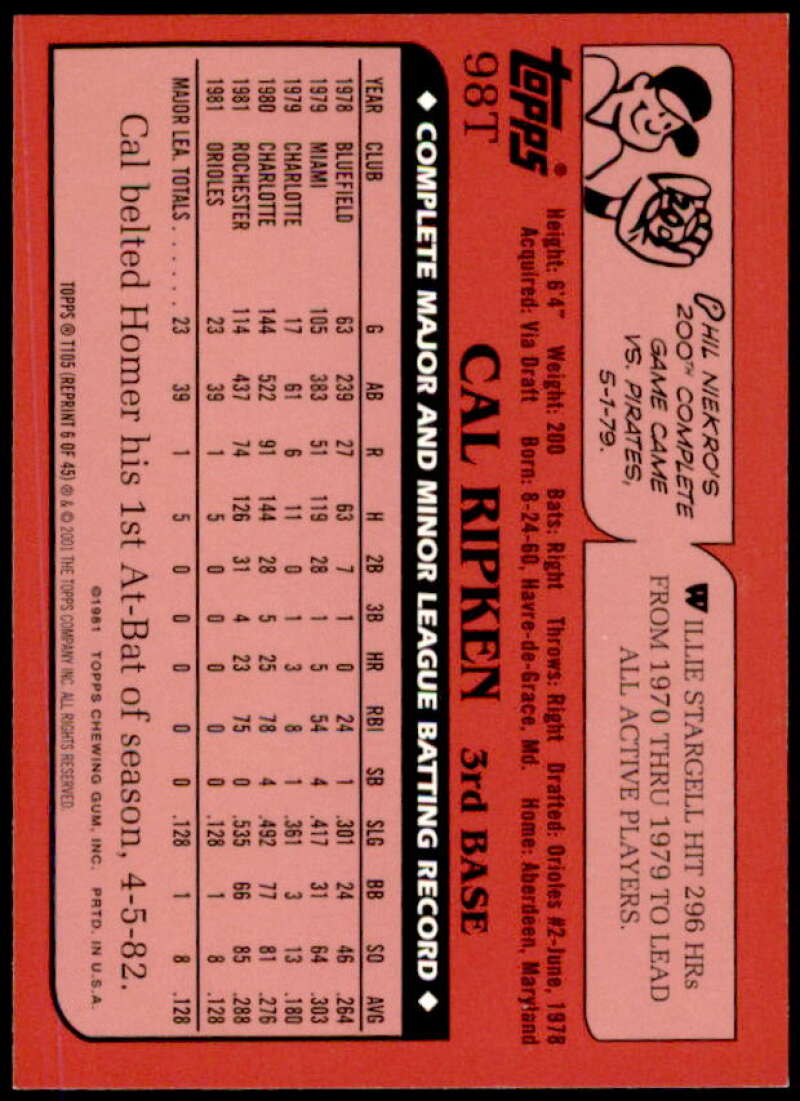 PHIL NIEKRO'S
200TH COMPLETE
GAME CAME
VS. PIRATES,
5-1-79.
200
WILLIE STARGELL HIT 296 HRs
FROM 1970 THRU 1979 TO LEAD
ALL ACTIVE PLAYERS.
topps®
98T
Height: 6'4" Weight: 200 Bats: Right Throws: Right Drafted: Orioles #2-June, 1978
Acquired: Via Draft Born: 8-24-60, Havre-de-Grace, Md. Home: Aberdeen, Maryland
CAL RIPKEN 3rd BASE
◆ COMPLETE MAJOR AND MINOR LEAGUE BATTING RECORD ◆
YEAR CLUB G AB R H 2B 3B HR RBI SB SLG BB SO AVG
1978 BLUEFIELD 63 239 27 63 7 1 0 24 1 .301 24 46 .264
1979 MIAMI 105 383 51 119 28 1 5 54 4 .417 31 64 .303
1979 CHARLOTTE 17 61 6 11 0 1 3 8 1 .361 3 13 .180
1980 CHARLOTTE 144 522 91 144 28 5 25 78 4 .492 77 81 .276
1981 ROCHESTER 114 437 74 126 31 4 23 75 0 .535 66 85 .288
1981 ORIOLES 23 39 1 5 0 0 0 0 0 .128 1 8 .128
MAJOR LEA. TOTALS . . . . . . 23 39 1 5 0 0 0 0 0 .128 1 8 .128
Cal belted Homer his 1st At-Bat of season, 4-5-82.
©1981 TOPPS CHEWING GUM, INC. PRTD. IN U.S.A.
TOPPS ® T105 (REPRINT 6 OF 45) ® & © 2001 THE TOPPS COMPANY INC. ALL RIGHTS RESERVED.